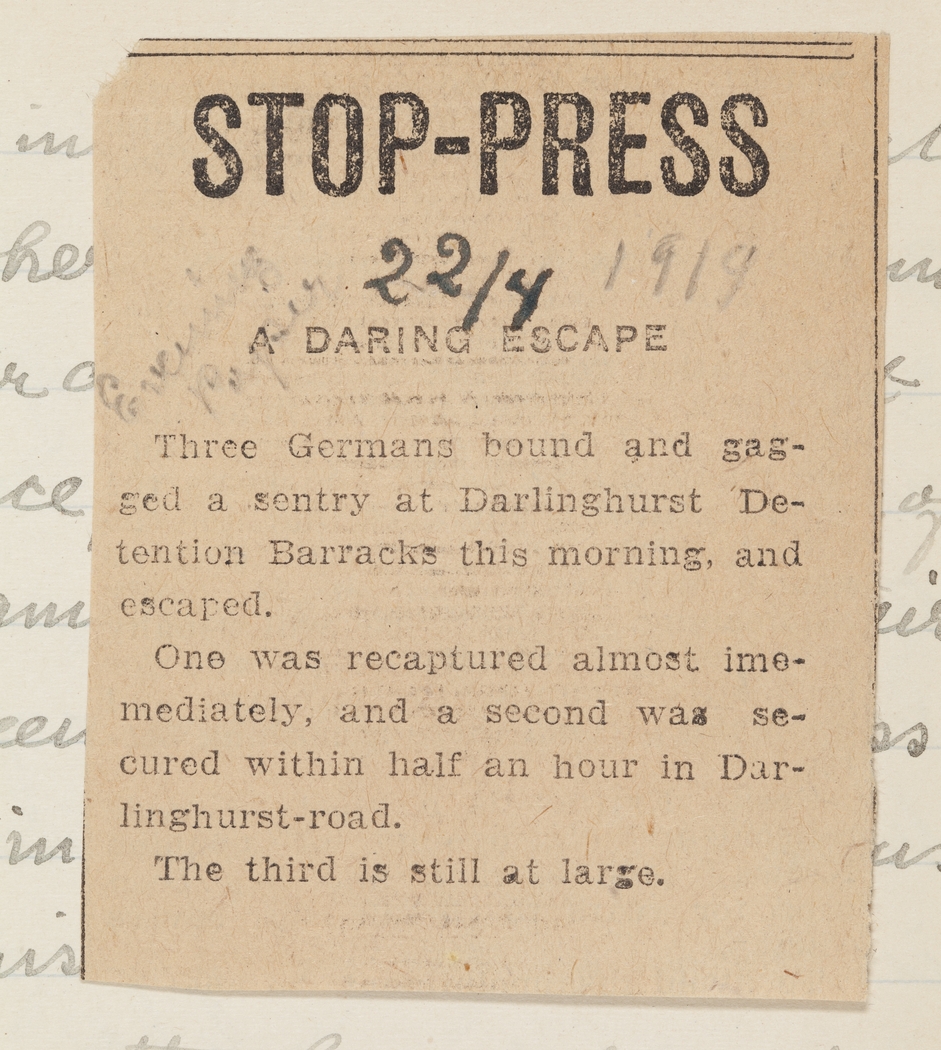 STOP-PRESS
22/4 1919
Evening paper
A DARING ESCAPE
Three Germans bound and gag-
ged a sentry at Darlinghurst De-
tention Barracks this morning, and
escaped.
One was recaptured almost ime-
mediately, and a second was se-
cured within half an hour in Dar-
linghurst-road.
The third is still at large.